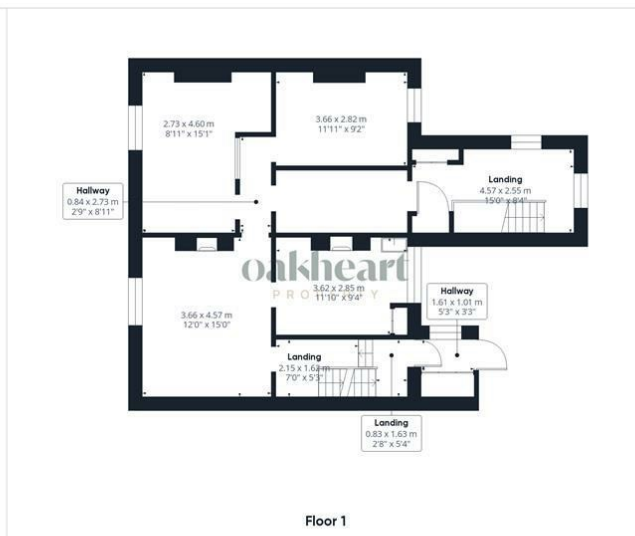 2.73 x 4.60 m
8'11" x 15'1"
3.66 x 2.82 m
11'11" x 9'2"
Landing
4.57 x 2.55 m
15'0" x 8'4"
Hallway
0.84 x 2.73 m
2'9" x 8'11"
oakheart
PROPERTY
3.66 x 4.57 m
12'0" x 15'0"
3.62 x 2.85 m
11'10" x 9'4"
Hallway
1.61 x 1.01 m
5'3" x 3'3"
Landing
2.15 x 1.62 m
7'0" x 5'3"
Landing
0.83 x 1.63 m
2'8" x 5'4"
Floor 1